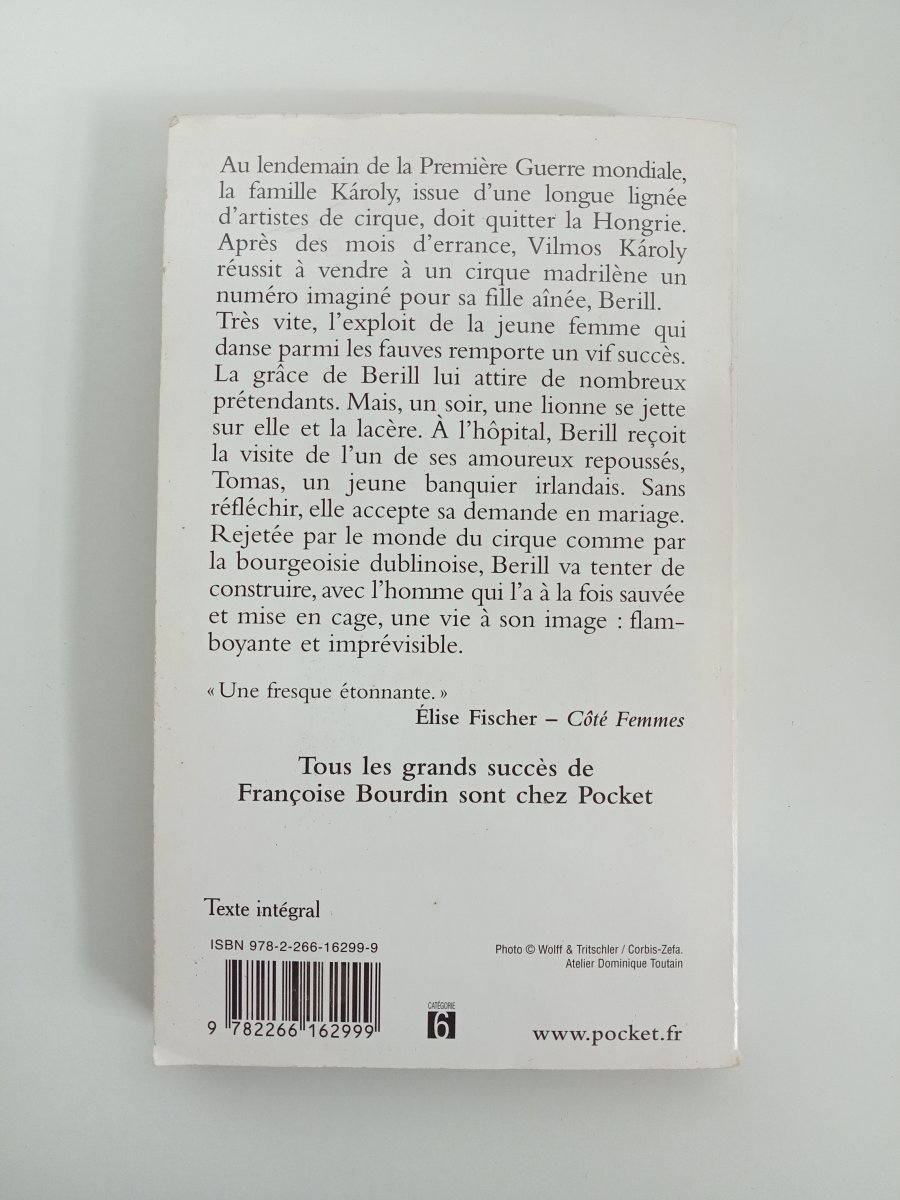 Au lendemain de la Première Guerre mondiale,
la famille Károly, issue d'une longue lignée
d'artistes de cirque, doit quitter la Hongrie.
Après des mois d'errance, Vilmos Károly
réussit à vendre à un cirque madrilène un
numéro imaginé pour sa fille aînée, Berill.
Très vite, l'exploit de la jeune femme qui
danse parmi les fauves remporte un vif succès.
La grâce de Berill lui attire de nombreux
prétendants. Mais, un soir, une lionne se jette
sur elle et la lacère. À l'hôpital, Berill reçoit
la visite de l'un de ses amoureux repoussés,
Tomas, un jeune banquier irlandais. Sans
réfléchir, elle accepte sa demande en mariage.
Rejetée par le monde du cirque comme par
la bourgeoisie dublinoise, Berill va tenter de
construire, avec l'homme qui l'a à la fois sauvée
et mise en cage, une vie à son image : flam-
boyante et imprévisible.
« Une fresque étonnante. »
Élise Fischer – Côté Femmes
Tous les grands succès de
Françoise Bourdin sont chez Pocket
Texte intégral
ISBN 978-2-266-16299-9
9 782266 162999
Photo © Wolff & Tritschler / Corbis-Zefa.
Atelier Dominique Toutain
CATÉGORIE
6
www.pocket.fr